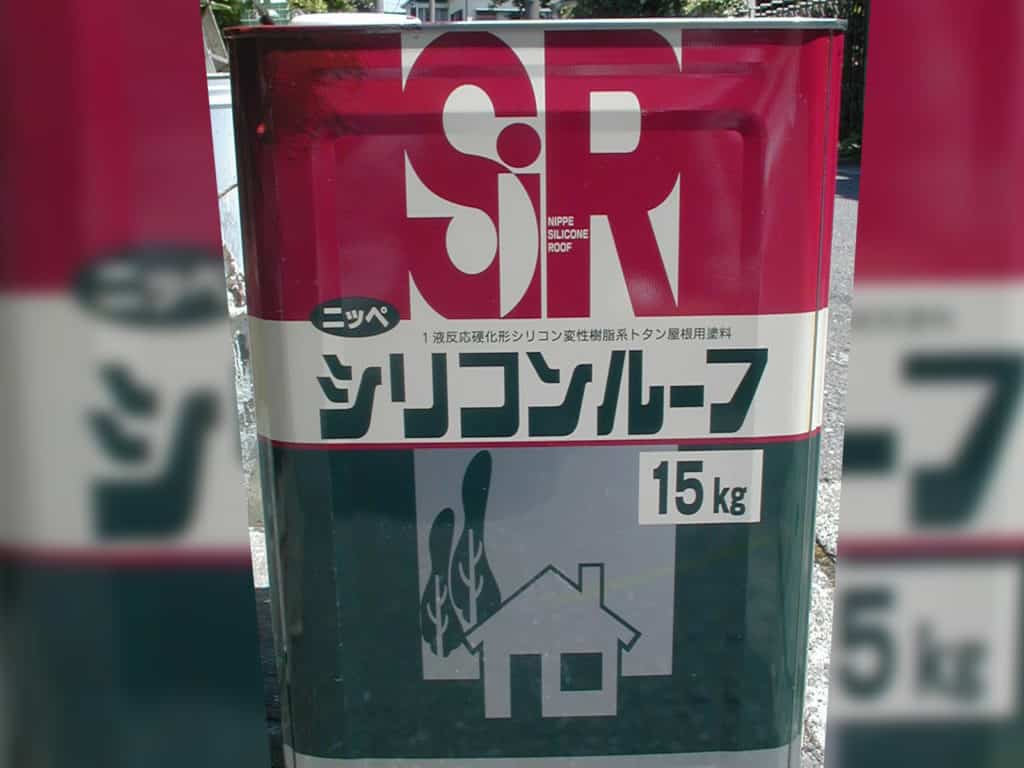 SiR
NIPPE
SILICONE
ROOF
ニッペ
1液反応硬化形シリコン変性樹脂系トタン屋根用塗料
シリコンルーフ
15kg